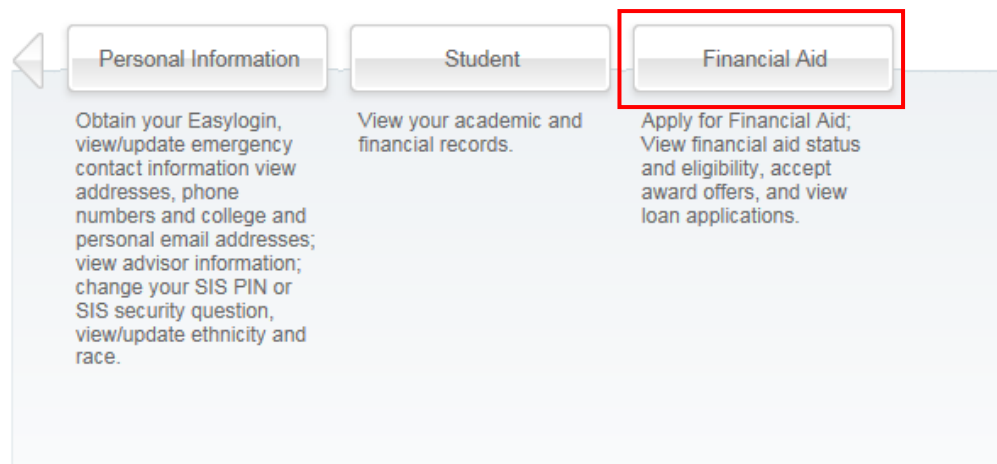 Personal Information
Obtain your Easylogin,
view/update emergency
contact information view
addresses, phone
numbers and college and
personal email addresses;
view advisor information;
change your SIS PIN or
SIS security question,
view/update ethnicity and
race.
Student
View your academic and
financial records.
Financial Aid
Apply for Financial Aid;
View financial aid status
and eligibility, accept
award offers, and view
loan applications.